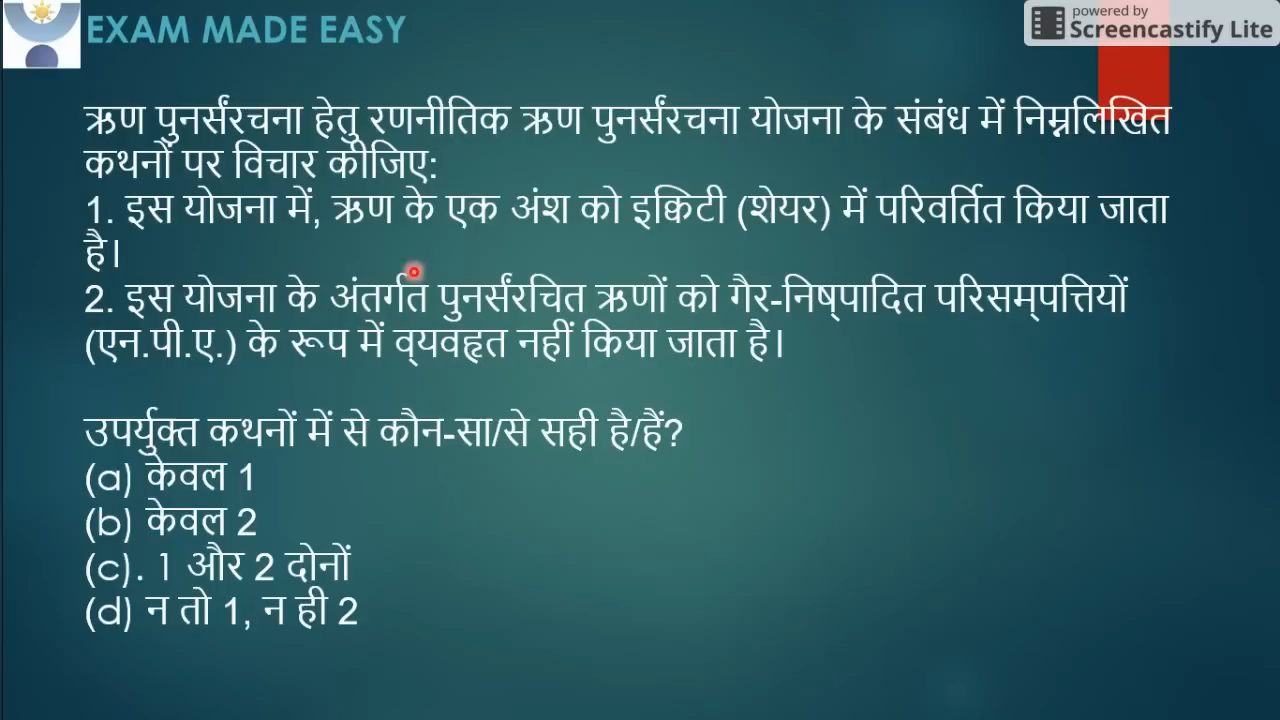 EXAM MADE EASY
powered by
Screencastify Lite
ऋण पुनर्संरचना हेतु रणनीतिक ऋण पुनर्संरचना योजना के संबंध में निम्नलिखित
कथनों पर विचार कीजिए:
1. इस योजना में, ऋण के एक अंश को इक्विटी (शेयर) में परिवर्तित किया जाता
है।
2. इस योजना के अंतर्गत पुनर्संरचित ऋणों को गैर-निष्पादित परिसम्पत्तियों
(एन.पी.ए.) के रूप में व्यवहृत नहीं किया जाता है।
उपर्युक्त कथनों में से कौन-सा/से सही है/हैं?
(a) केवल 1
(b) केवल 2
(c). 1 और 2 दोनों
(d) न तो 1, न ही 2